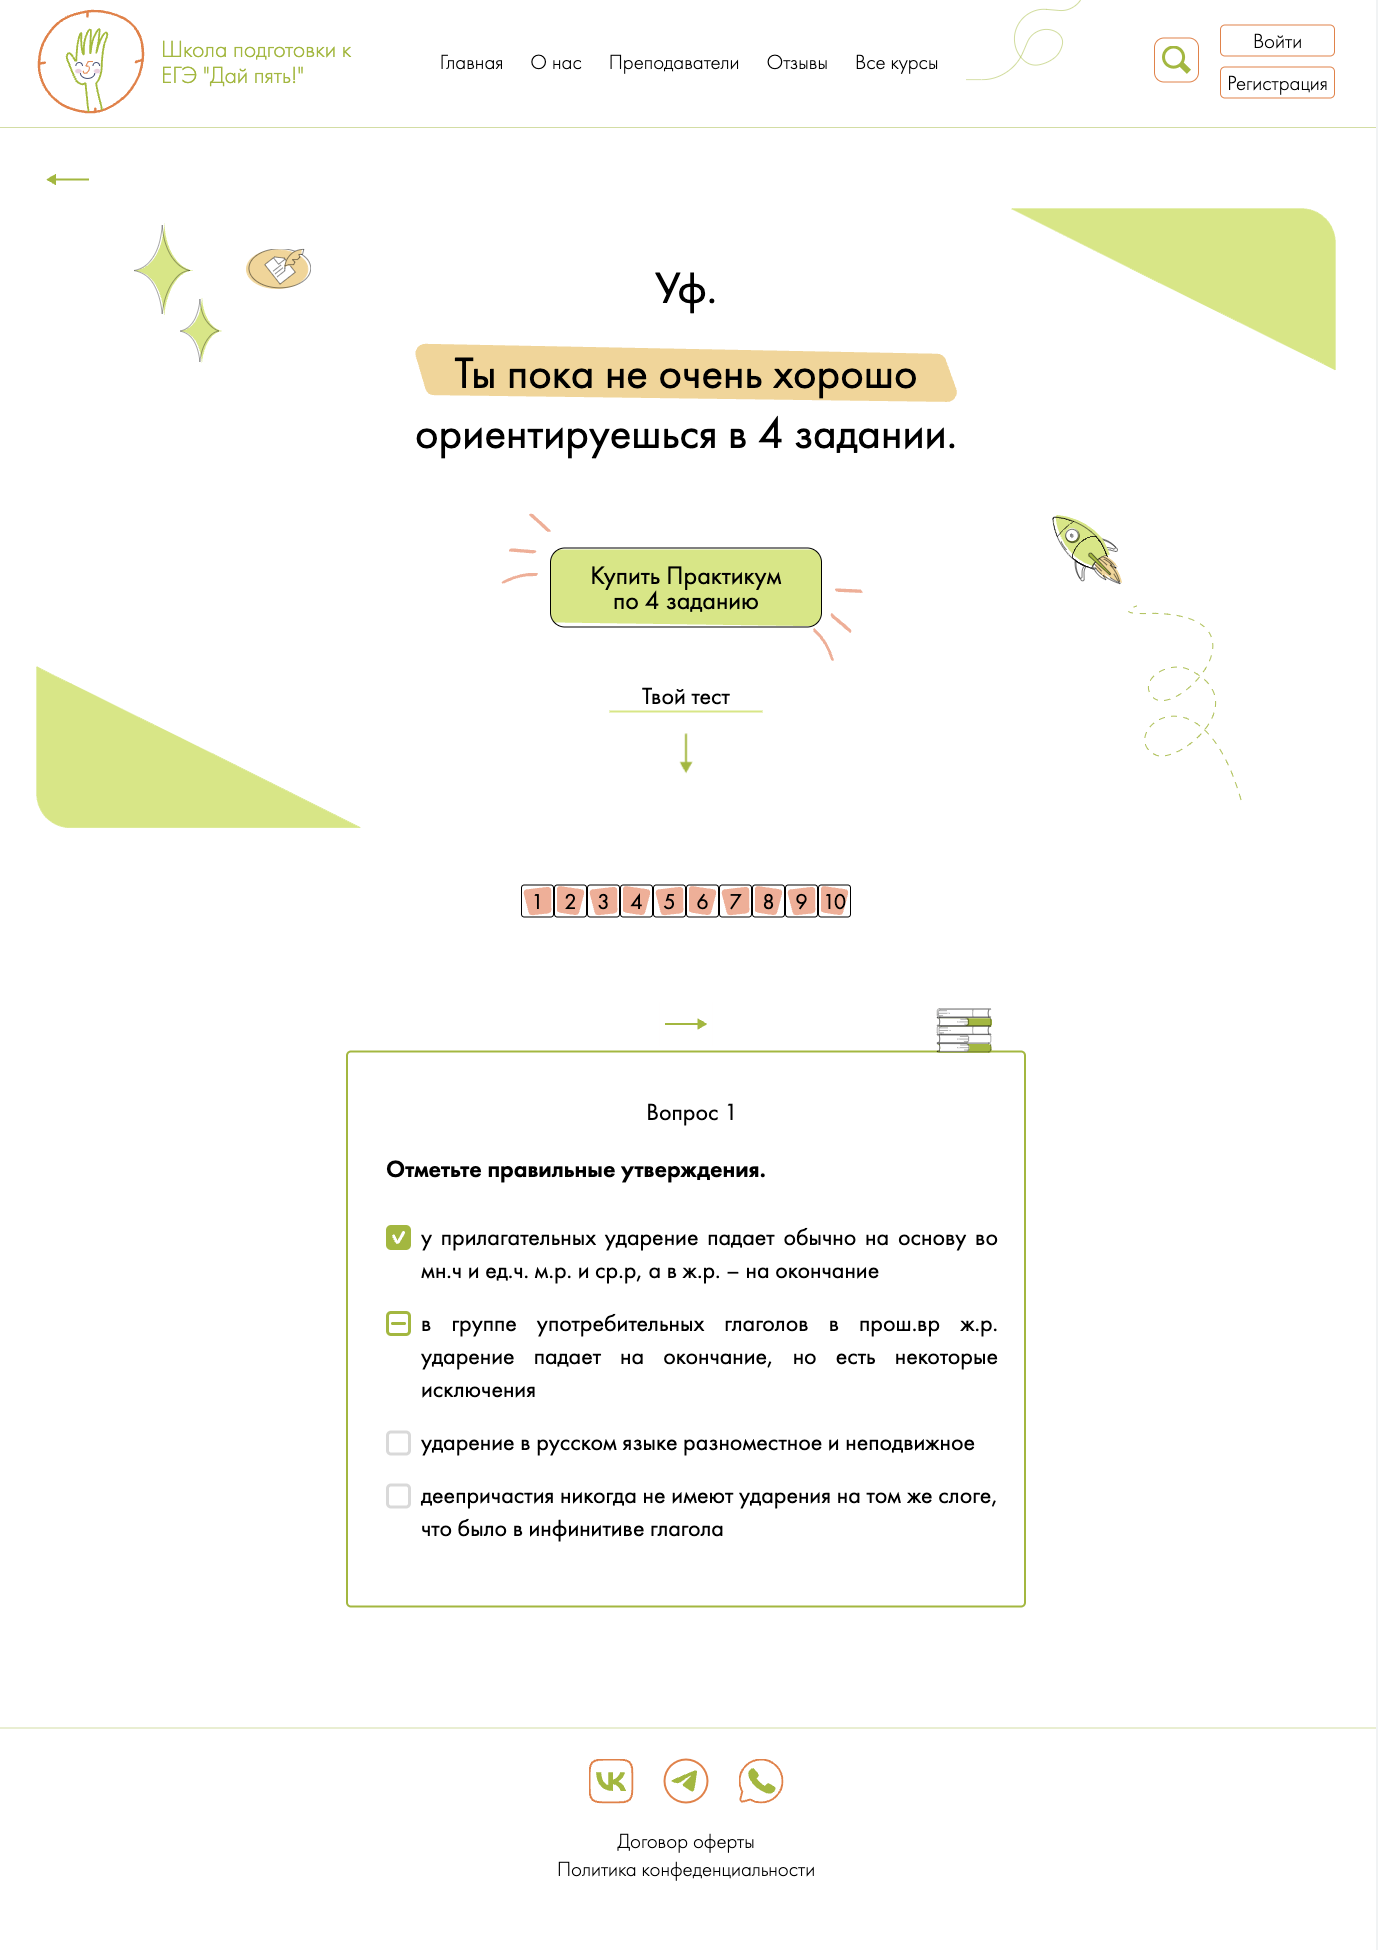 Школа подготовки к
ЕГЭ "Дай пять!"
Главная О нас Преподаватели Отзывы Все курсы
Войти
Регистрация
Уф.
Ты пока не очень хорошо
ориентируешься в 4 задании.
Купить Практикум
по 4 заданию
Твой тест
1 2 3 4 5 6 7 8 9 10
Вопрос 1
Отметьте правильные утверждения.
у прилагательных ударение падает обычно на основу во
мн.ч и ед.ч. м.р. и ср.р, а в ж.р. – на окончание
в группе употребительных глаголов в прош.вр ж.р.
ударение падает на окончание, но есть некоторые
исключения
ударение в русском языке разноместное и неподвижное
деепричастия никогда не имеют ударения на том же слоге,
что было в инфинитиве глагола
Договор оферты
Политика конфеденциальности